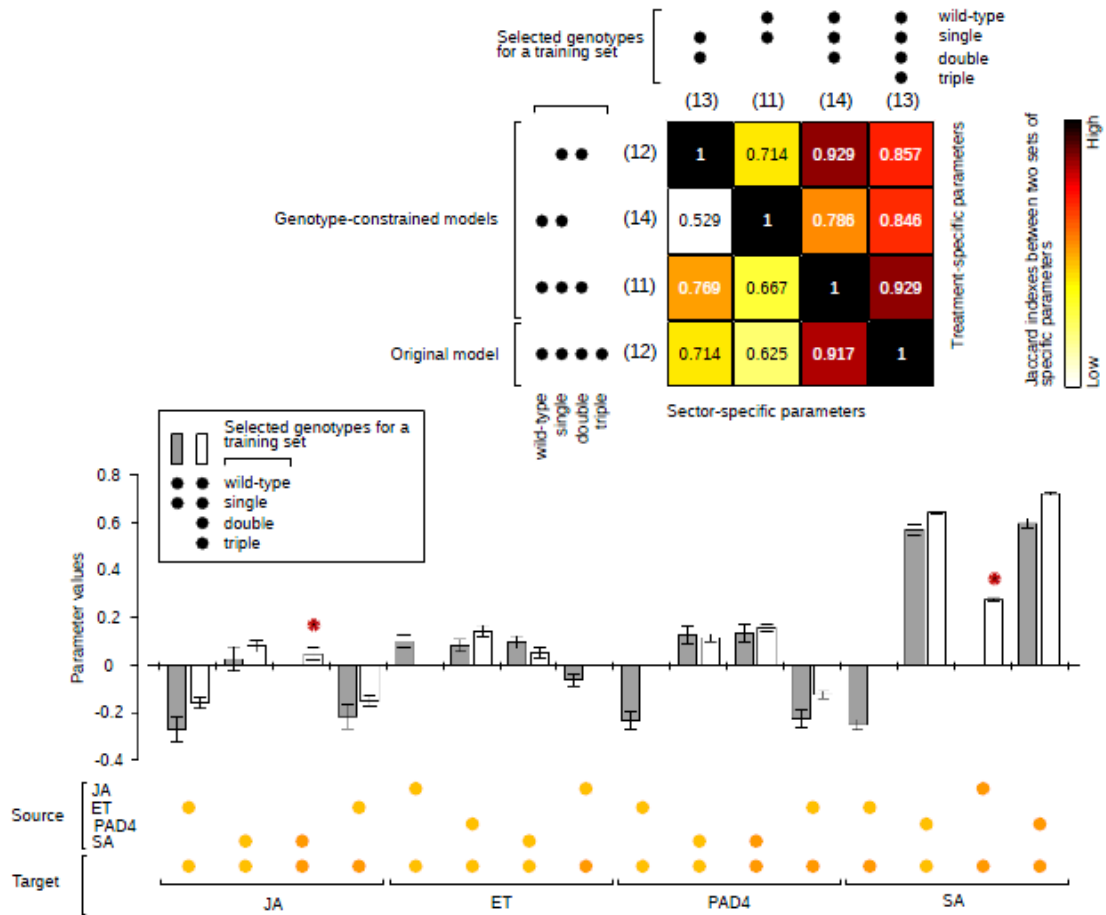 wild-type
single
double
triple
Selected genotypes
for a training set
(13) (11) (14) (13)
(12) 1 0.714 0.929 0.857
Genotype-constrained models (14) 0.529 1 0.786 0.846
(11) 0.769 0.667 1 0.929
Original model (12) 0.714 0.625 0.917 1
wild-type
single
double
triple
Sector-specific parameters
Treatment-specific parameters
Jaccard indexes between two sets of
specific parameters
High
Low
Selected genotypes for a
training set
wild-type
single
double
triple
Parameter values
0.8
0.6
0.4
0.2
0
-0.2
-0.4
Source
JA
ET
PAD4
SA
Target
JA ET PAD4 SA